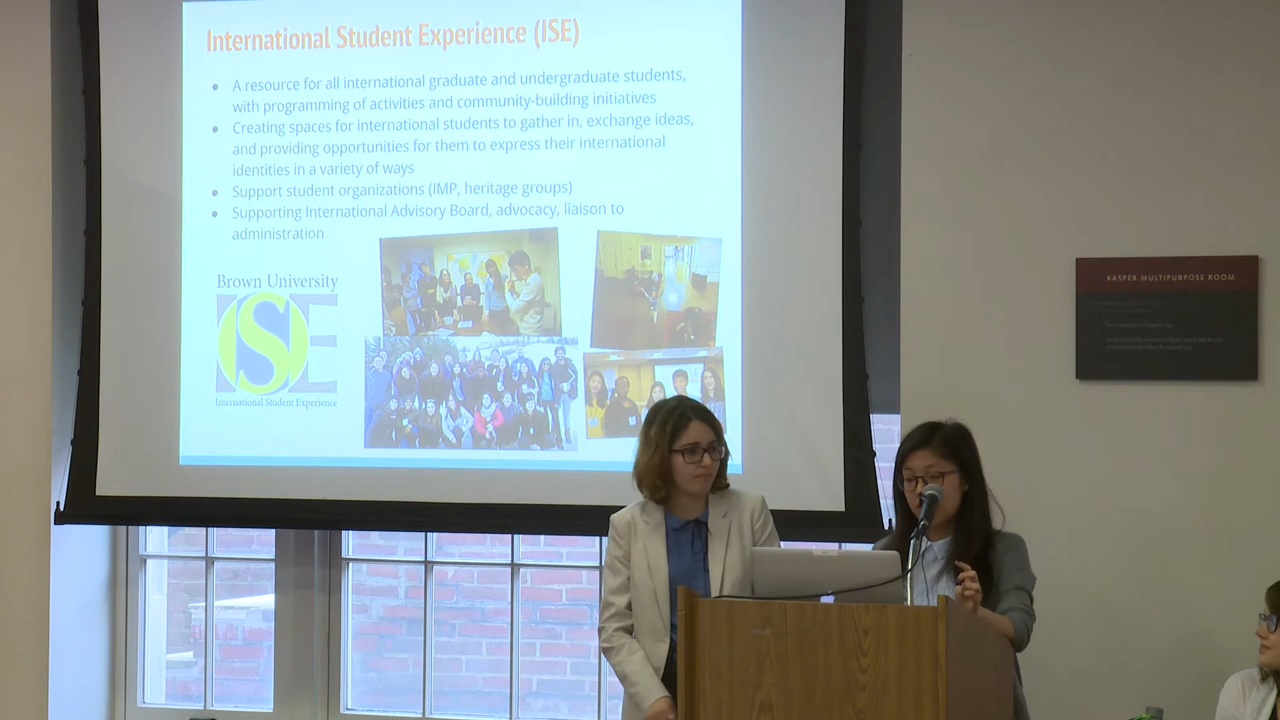 International Student Experience (ISE)
A resource for all international graduate and undergraduate students,
with programming of activities and community-building initiatives
Creating spaces for international students to gather in, exchange ideas,
and providing opportunities for them to express their international
identities in a variety of ways
Support student organizations (IMP, heritage groups)
Supporting International Advisory Board, advocacy, liaison to
administration
Brown University
ISE
International Student Experience
KASPER MULTIPURPOSE ROOM